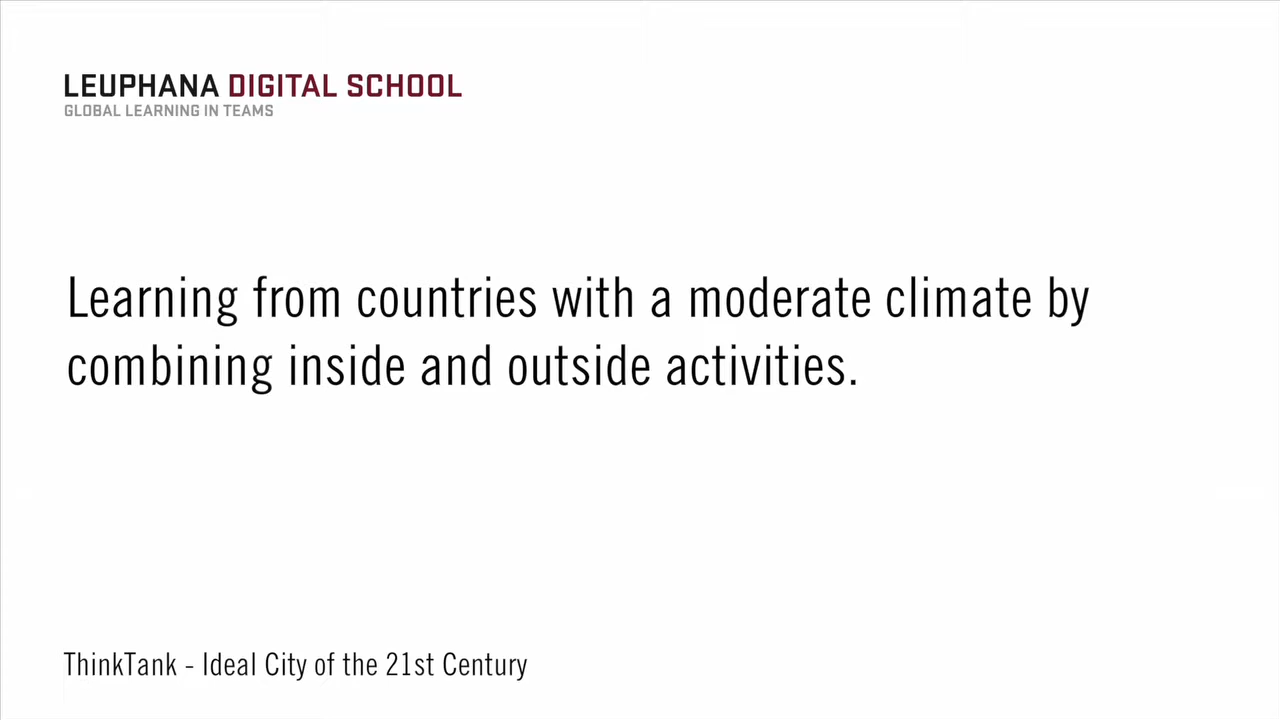 LEUPHANA DIGITAL SCHOOL
GLOBAL LEARNING IN TEAMS
Learning from countries with a moderate climate by
combining inside and outside activities.
ThinkTank - Ideal City of the 21st Century